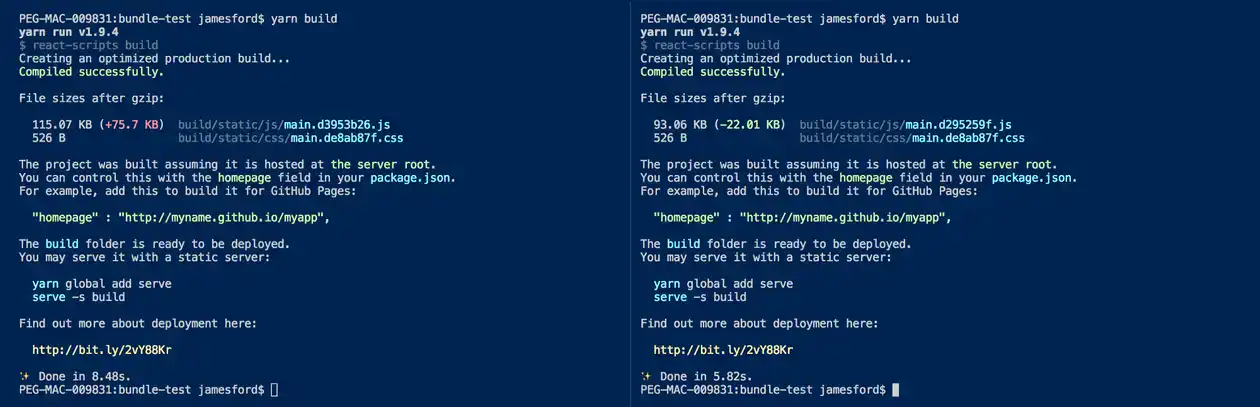 PEG-MAC-009831:bundle-test jamesford$ yarn build
yarn run v1.9.4
$ react-scripts build
Creating an optimized production build...
Compiled successfully.
File sizes after gzip:
115.07 KB (+75.7 KB) build/static/js/main.d3953b26.js
526 B build/static/css/main.de8ab87f.css
The project was built assuming it is hosted at the server root.
You can control this with the homepage field in your package.json.
For example, add this to build it for GitHub Pages:
"homepage" : "http://myname.github.io/myapp",
The build folder is ready to be deployed.
You may serve it with a static server:
yarn global add serve
serve -s build
Find out more about deployment here:
http://bit.ly/2vY88Kr
✨ Done in 8.48s.
PEG-MAC-009831:bundle-test jamesford$
PEG-MAC-009831:bundle-test jamesford$ yarn build
yarn run v1.9.4
$ react-scripts build
Creating an optimized production build...
Compiled successfully.
File sizes after gzip:
93.06 KB (-22.01 KB) build/static/js/main.d295259f.js
526 B build/static/css/main.de8ab87f.css
The project was built assuming it is hosted at the server root.
You can control this with the homepage field in your package.json.
For example, add this to build it for GitHub Pages:
"homepage" : "http://myname.github.io/myapp",
The build folder is ready to be deployed.
You may serve it with a static server:
yarn global add serve
serve -s build
Find out more about deployment here:
http://bit.ly/2vY88Kr
✨ Done in 5.82s.
PEG-MAC-009831:bundle-test jamesford$